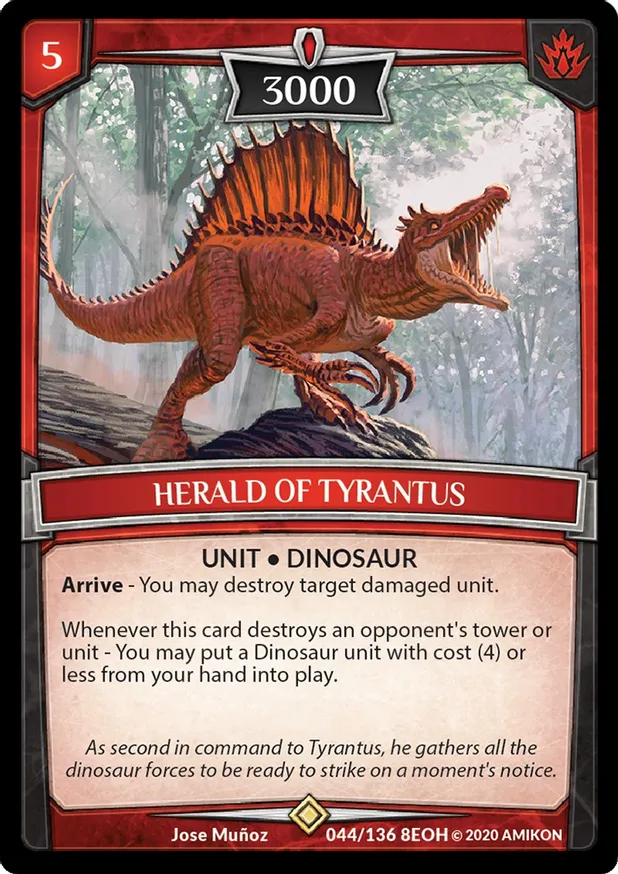 5
3000
HERALD OF TYRANTUS
UNIT • DINOSAUR
Arrive - You may destroy target damaged unit.
Whenever this card destroys an opponent's tower or
unit - You may put a Dinosaur unit with cost (4) or
less from your hand into play.
As second in command to Tyrantus, he gathers all the
dinosaur forces to be ready to strike on a moment's notice.
Jose Muñoz 044/136 8EOH © 2020 AMIKON